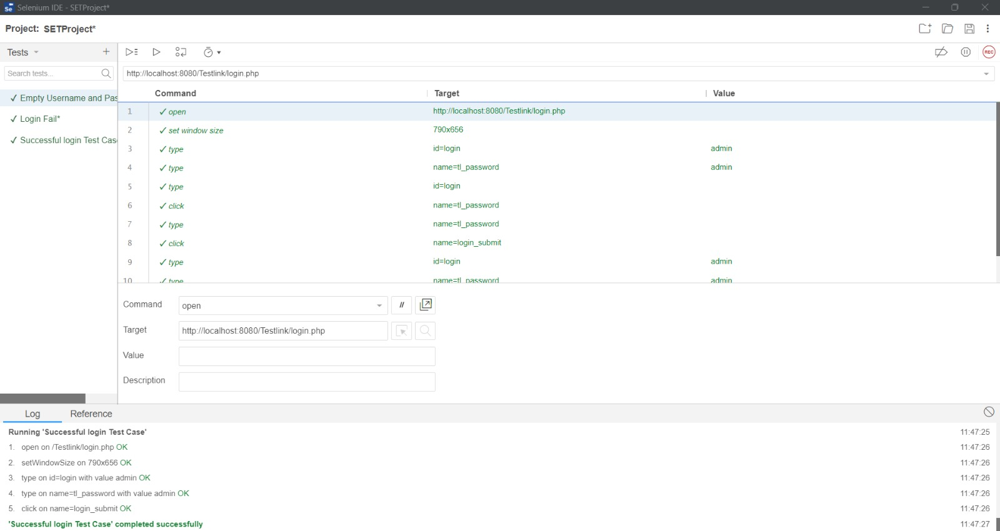 Selenium IDE - SETProject*
Project: SETProject*
Tests
Search tests...
✓ Empty Username and Pas
✓ Login Fail*
✓ Successful login Test Cas
REC
http://localhost:8080/Testlink/login.php
Command Target Value
1 ✓ open http://localhost:8080/Testlink/login.php
2 ✓ set window size 790x656
3 ✓ type id=login admin
4 ✓ type name=tl_password admin
5 ✓ type id=login
6 ✓ click name=tl_password
7 ✓ type name=tl_password
8 ✓ click name=login_submit
9 ✓ type id=login admin
10 ✓ type name=tl_password admin
Command open //
Target http://localhost:8080/Testlink/login.php
Value
Description
Log Reference
Running 'Successful login Test Case' 11:47:25
1. open on /Testlink/login.php OK 11:47:26
2. setWindowSize on 790x656 OK 11:47:26
3. type on id=login with value admin OK 11:47:26
4. type on name=tl_password with value admin OK 11:47:26
5. click on name=login_submit OK 11:47:26
'Successful login Test Case' completed successfully 11:47:27